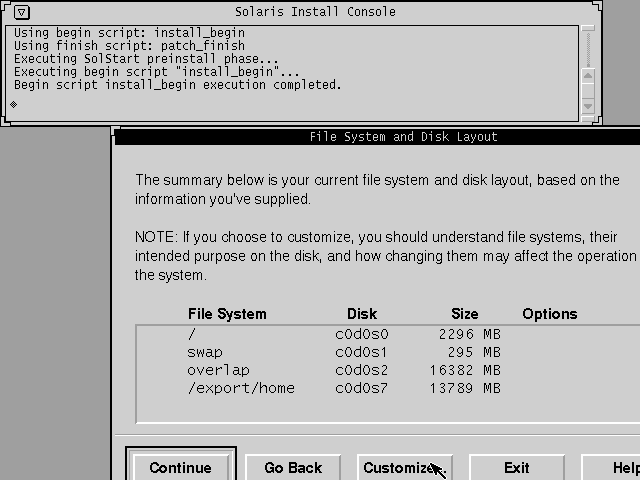 Solaris Install Console
Using begin script: install_begin
Using finish script: patch_finish
Executing SolStart preinstall phase...
Executing begin script "install_begin"...
Begin script install_begin execution completed.
File System and Disk Layout
The summary below is your current file system and disk layout, based on the
information you've supplied.
NOTE: If you choose to customize, you should understand file systems, their
intended purpose on the disk, and how changing them may affect the operation
the system.
File System Disk Size Options
/ c0d0s0 2296 MB
swap c0d0s1 295 MB
overlap c0d0s2 16382 MB
/export/home c0d0s7 13789 MB
Continue Go Back Customize... Exit Help